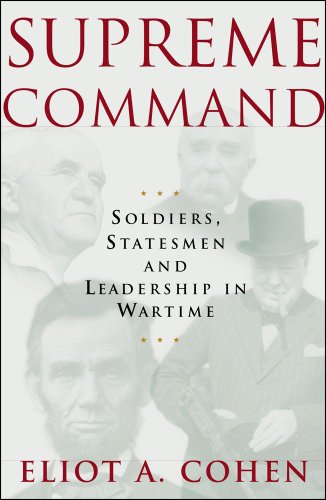 SUPREME
COMMAND
SOLDIERS,
STATESMEN
AND
LEADERSHIP IN
WARTIME
ELIOT A. COHEN